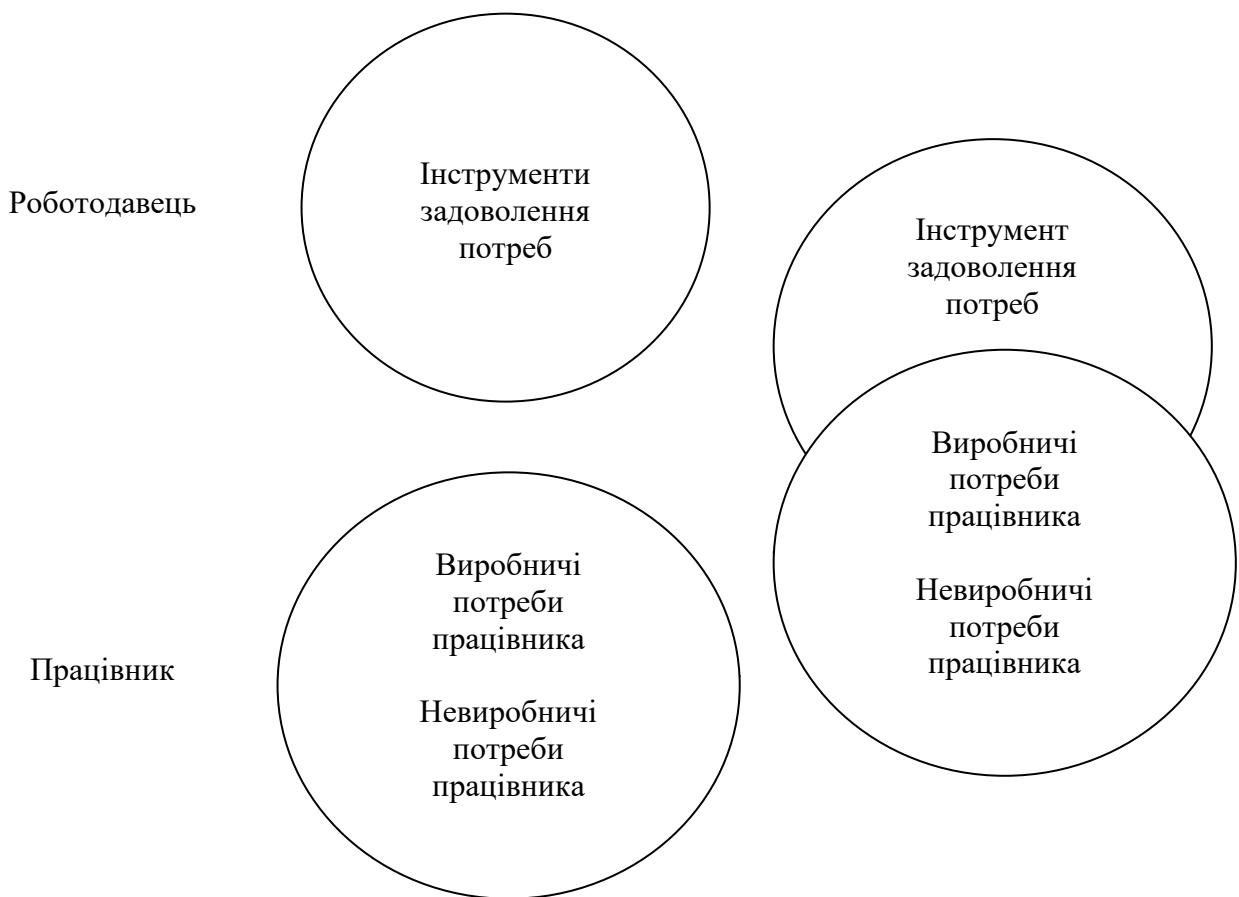 Роботодавець
Інструменти
задоволення
потреб
Інструмент
задоволення
потреб
Працівник
Виробничі
потреби
працівника
Невиробничі
потреби
працівника
Виробничі
потреби
працівника
Невиробничі
потреби
працівника